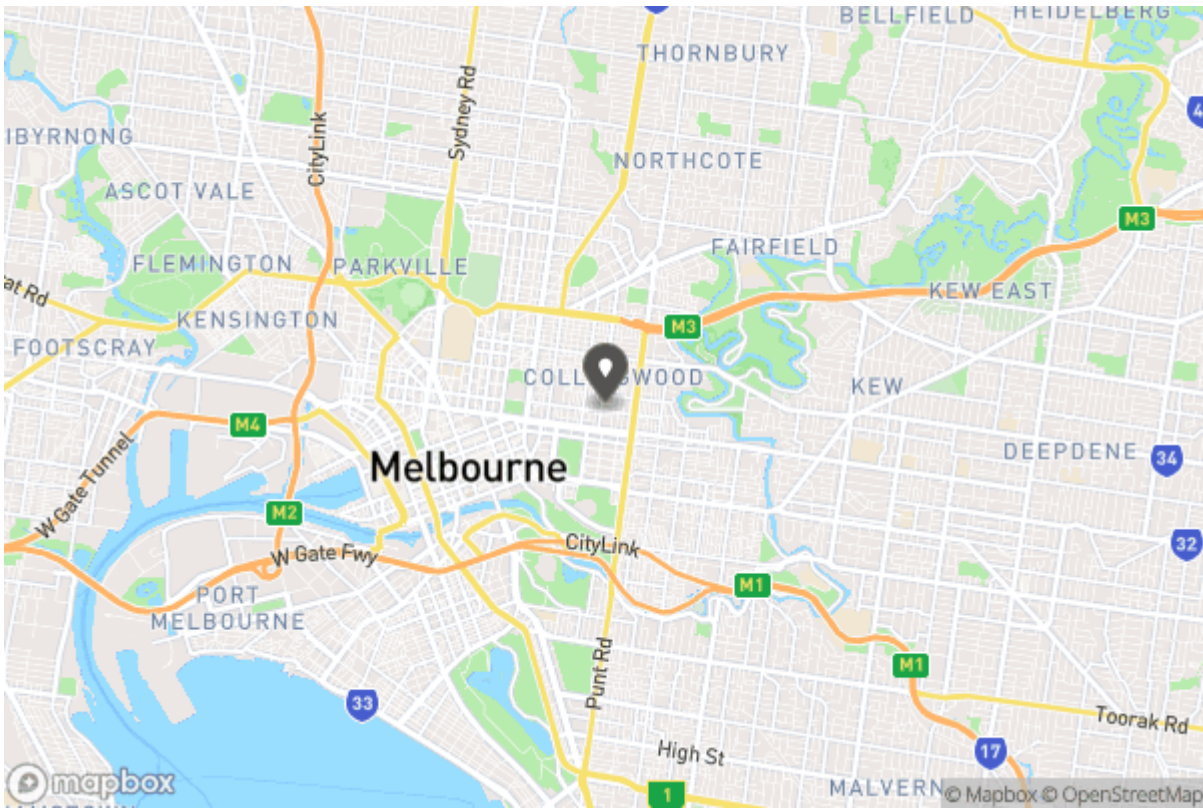 BELLFIELD
HEIDELBERG
THORNBURY
4
IBYRNONG
CityLink
Sydney Rd
NORTHCOTE
ASCOT VALE
M3
FAIRFIELD
FLEMINGTON
PARKVILLE
at Rd
KEW EAST
KENSINGTON
M3
FOOTSCRAY
COLLINGWOOD
KEW
M4
DEEPDENE
34
Melbourne
W Gate Tunnel
M2
CityLink
32
W Gate Fwy
M1
PORT
MELBOURNE
M1
Punt Rd
33
Toorak Rd
High St
17
mapbox
1
MALVERN
© Mapbox © OpenStreetMap